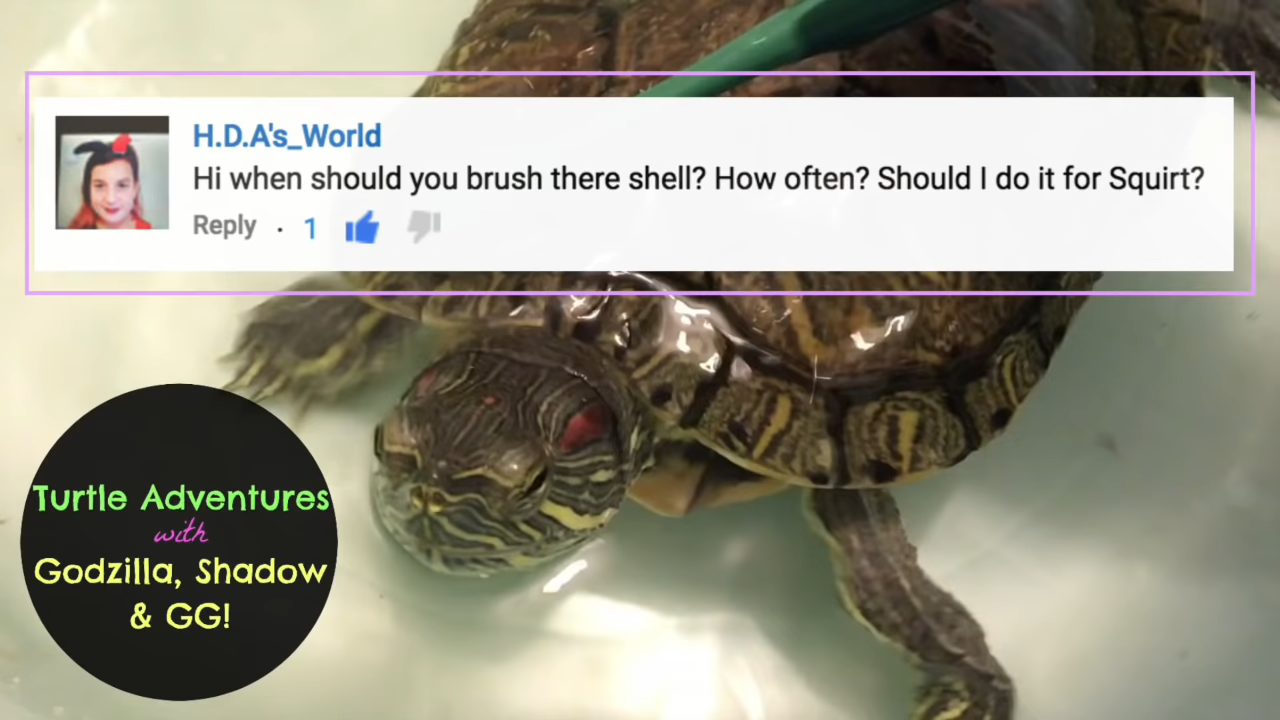 H.D.A's_World
Hi when should you brush there shell? How often? Should I do it for Squirt?
Reply · 1
Turtle Adventures
with
Godzilla, Shadow
& GG!